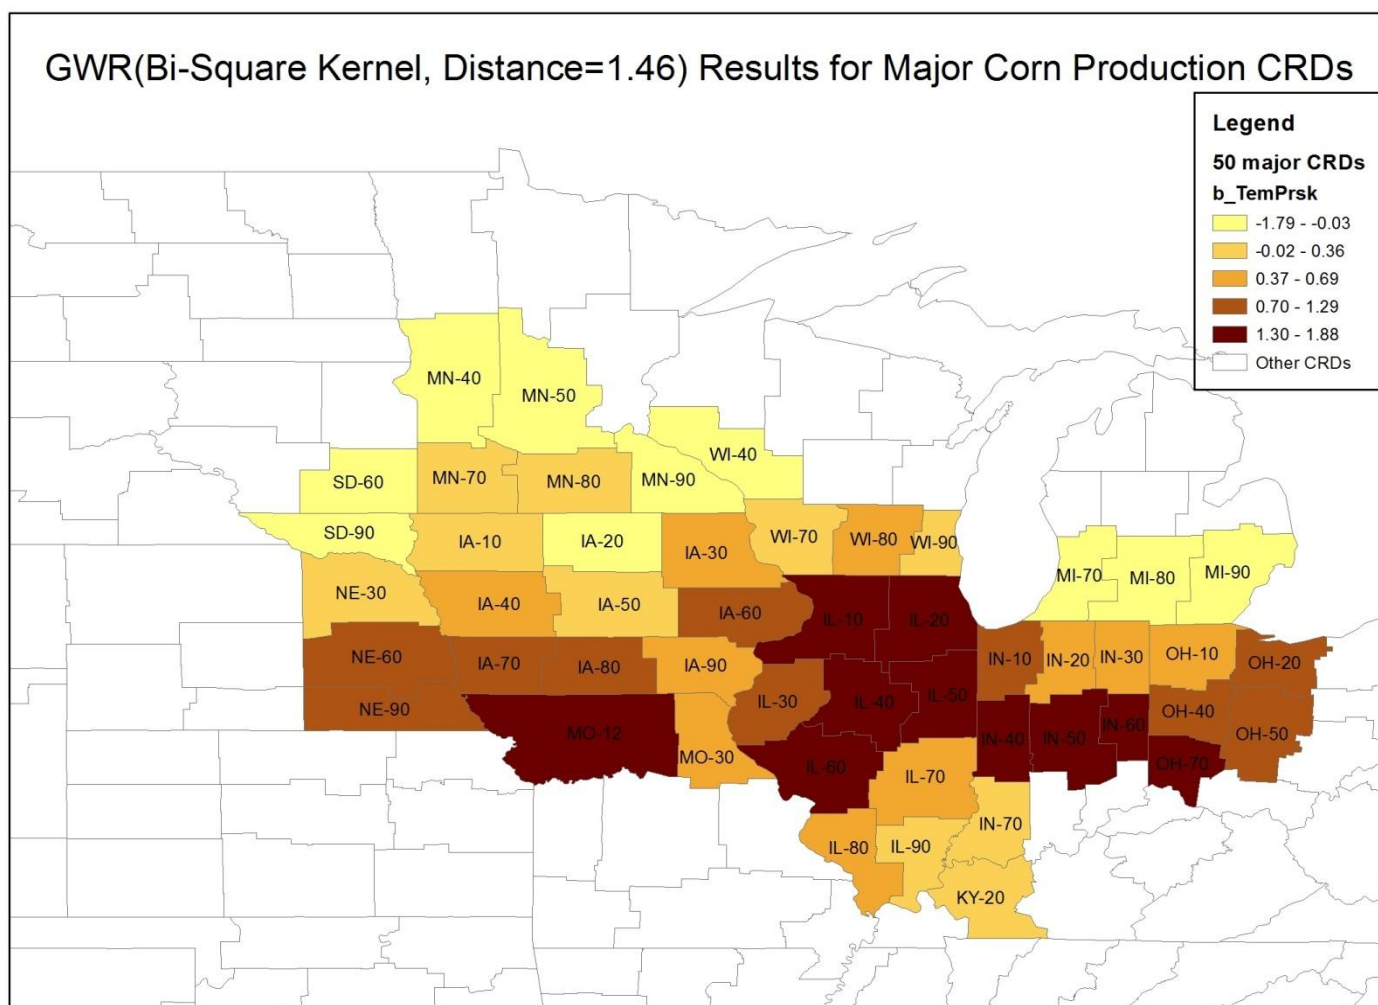 GWR(Bi-Square Kernel, Distance=1.46) Results for Major Corn Production CRDs
Legend
50 major CRDs
b_TemPrsk
-1.79 - -0.03
-0.02 - 0.36
0.37 - 0.69
0.70 - 1.29
1.30 - 1.88
Other CRDs
MN-40
MN-50
WI-40
SD-60
MN-70
MN-80
MN-90
SD-90
IA-10
IA-20
IA-30
WI-70
WI-80
WI-90
MI-70
MI-80
MI-90
NE-30
IA-40
IA-50
IA-60
IL-10
IL-20
NE-60
IA-70
IA-80
IA-90
IN-10
IN-20
IN-30
OH-10
OH-20
NE-90
MO-12
IL-30
IL-40
IL-50
IN-40
IN-50
IN-60
OH-40
OH-50
MO-30
IL-60
IL-70
OH-70
IN-70
IL-80
IL-90
KY-20